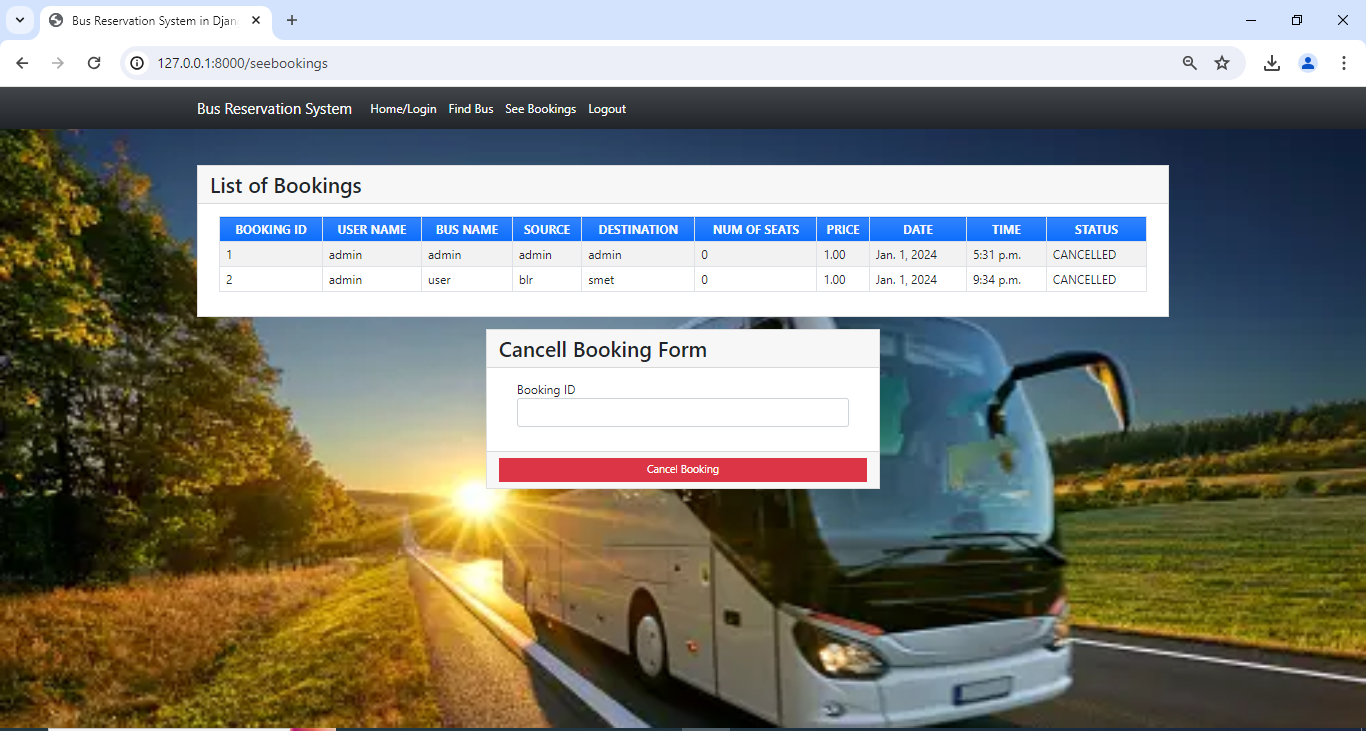 Bus Reservation System in Djan
127.0.0.1:8000/seebookings
Bus Reservation System Home/Login Find Bus See Bookings Logout
List of Bookings
BOOKING ID USER NAME BUS NAME SOURCE DESTINATION NUM OF SEATS PRICE DATE TIME STATUS
1 admin admin admin admin 0 1.00 Jan. 1, 2024 5:31 p.m. CANCELLED
2 admin user blr smet 0 1.00 Jan. 1, 2024 9:34 p.m. CANCELLED
Cancell Booking Form
Booking ID
Cancel Booking